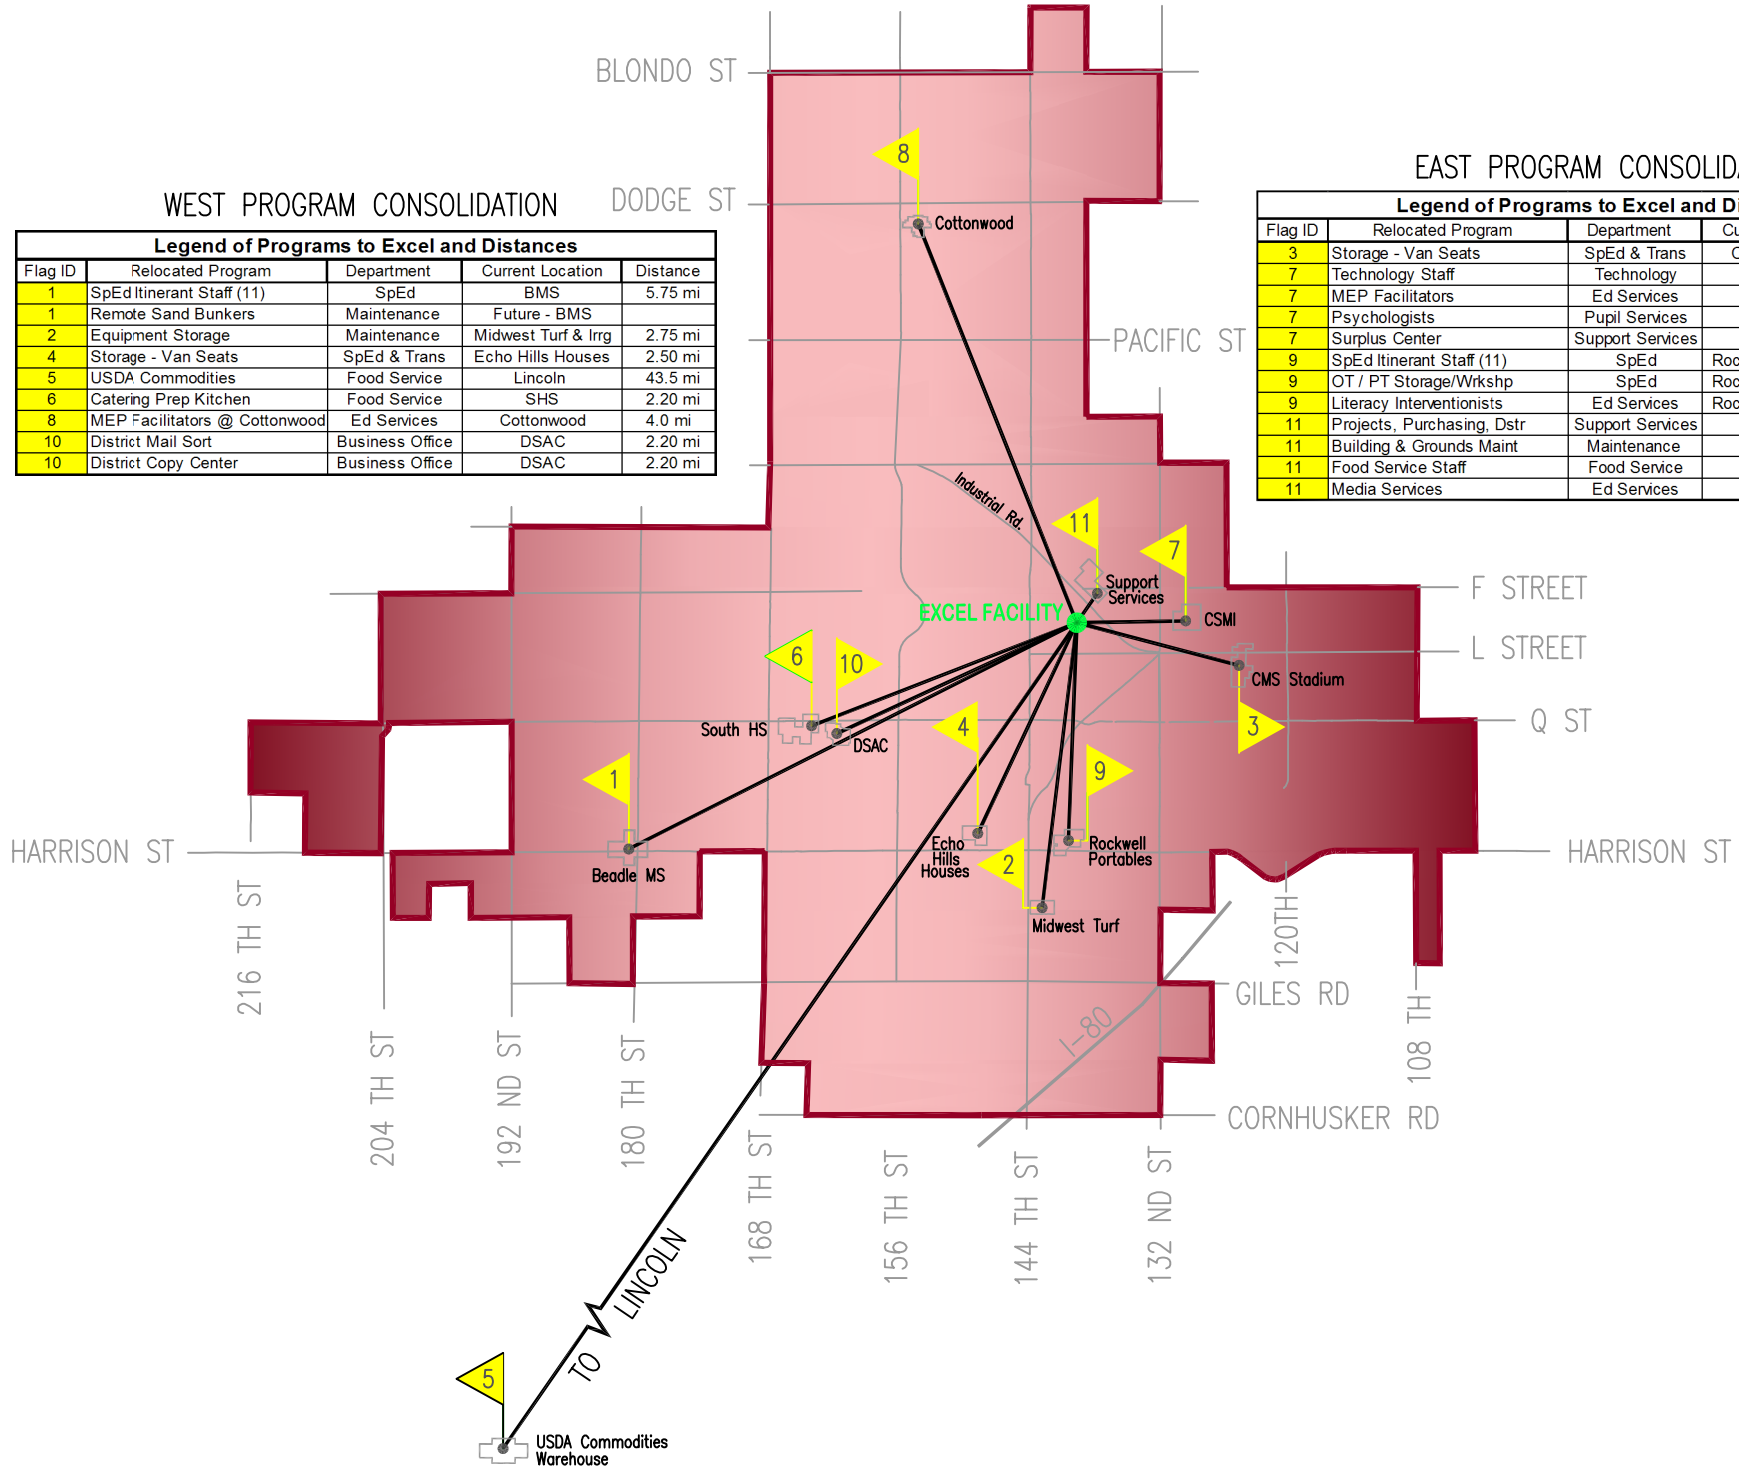 BLONDO ST
DODGE ST
WEST PROGRAM CONSOLIDATION
Legend of Programs to Excel and Distances
Flag ID Relocated Program Department Current Location Distance
1 SpEd Itinerant Staff (11) SpEd BMS 5.75 mi
1 Remote Sand Bunkers Maintenance Future - BMS
2 Equipment Storage Maintenance Midwest Turf & Irrg 2.75 mi
4 Storage - Van Seats SpEd & Trans Echo Hills Houses 2.50 mi
5 USDA Commodities Food Service Lincoln 43.5 mi
6 Catering Prep Kitchen Food Service SHS 2.20 mi
8 MEP Facilitators @ Cottonwood Ed Services Cottonwood 4.0 mi
10 District Mail Sort Business Office DSAC 2.20 mi
10 District Copy Center Business Office DSAC 2.20 mi
EAST PROGRAM CONSOLID
Legend of Programs to Excel and Di
Flag ID Relocated Program Department Cu
3 Storage - Van Seats SpEd & Trans C
7 Technology Staff Technology
7 MEP Facilitators Ed Services
7 Psychologists Pupil Services
7 Surplus Center Support Services
9 SpEd Itinerant Staff (11) SpEd Roc
9 OT / PT Storage/Wrkshp SpEd Roc
9 Literacy Interventionists Ed Services Roc
11 Projects, Purchasing, Dstr Support Services
11 Building & Grounds Maint Maintenance
11 Food Service Staff Food Service
11 Media Services Ed Services
8
Cottonwood
PACIFIC ST
Industrial Rd.
11
7
Support
Services
CSMI
EXCEL FACILITY
F STREET
L STREET
CMS Stadium
3
Q ST
6
10
South HS
DSAC
4
9
1
Beadle MS
Echo
Hills
Houses
2
Rockwell
Portables
Midwest Turf
HARRISON ST
HARRISON ST
GILES RD
I-80
CORNHUSKER RD
216 TH ST
204 TH ST
192 ND ST
180 TH ST
168 TH ST
156 TH ST
144 TH ST
132 ND ST
120TH
108 TH
TO LINCOLN
5
USDA Commodities
Warehouse